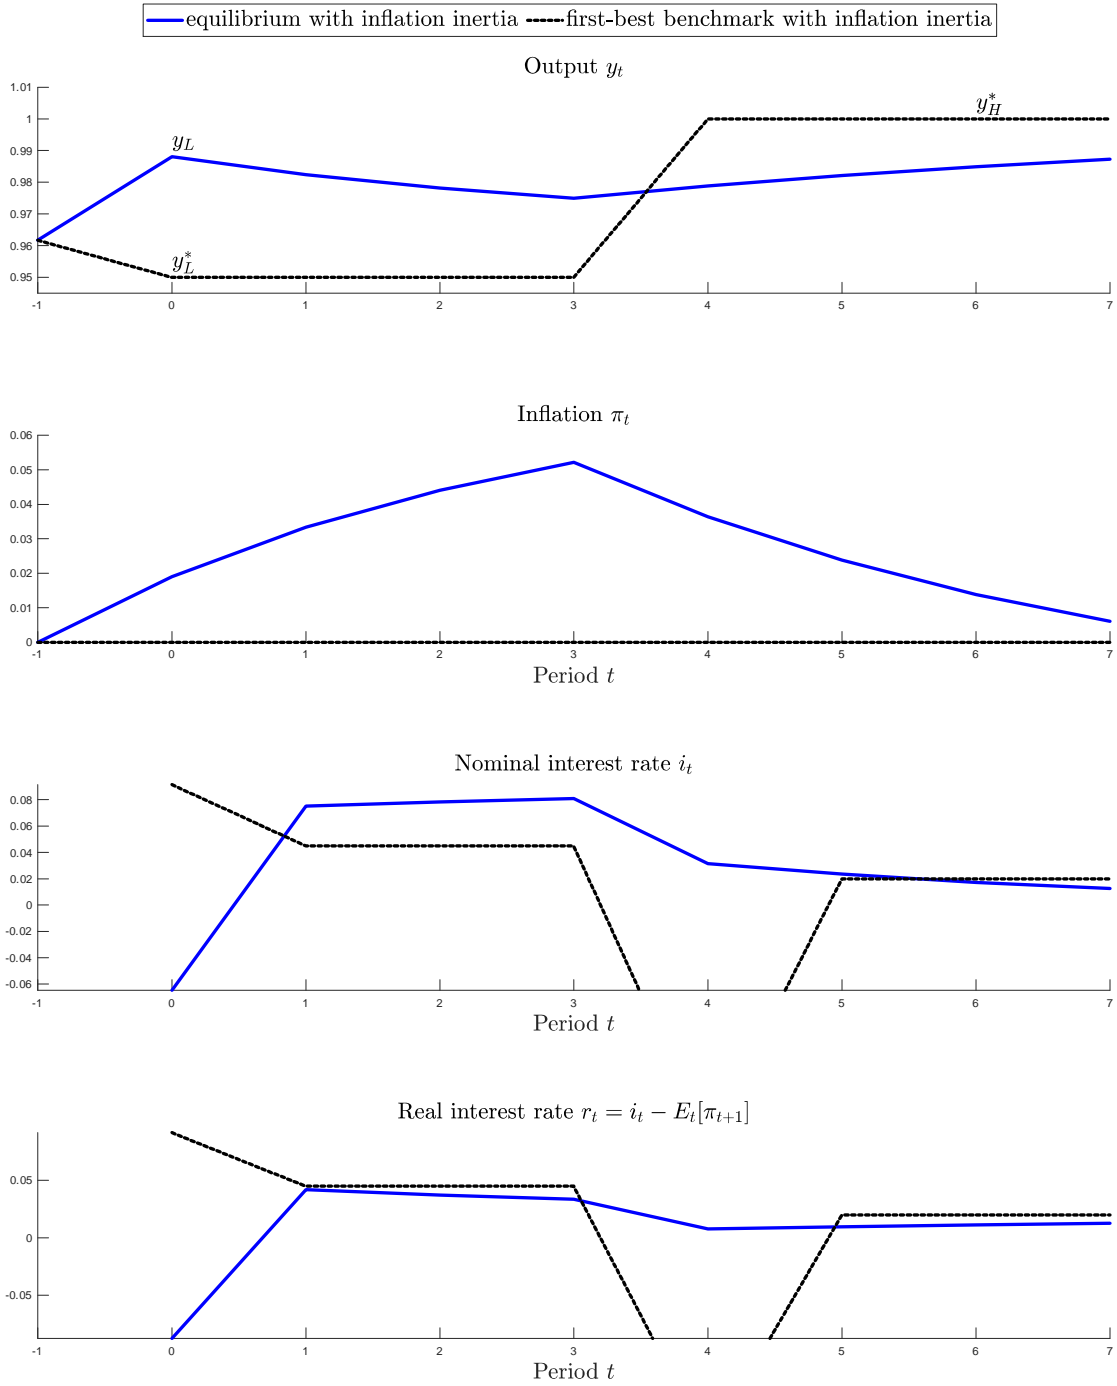 equilibrium with inflation inertia first-best benchmark with inflation inertia
Output $y_t$
1.01
1
0.99
0.98
0.97
0.96
0.95
$y_L$
$y_L^*$
$y_H^*$
-1 0 1 2 3 4 5 6 7
Inflation $\pi_t$
0.06
0.05
0.04
0.03
0.02
0.01
0
-1 0 1 2 3 4 5 6 7
Period $t$
Nominal interest rate $i_t$
0.08
0.06
0.04
0.02
0
-0.02
-0.04
-0.06
-1 0 1 2 3 4 5 6 7
Period $t$
Real interest rate $r_t = i_t - E_t[\pi_{t+1}]$
0.05
0
-0.05
-1 0 1 2 3 4 5 6 7
Period $t$